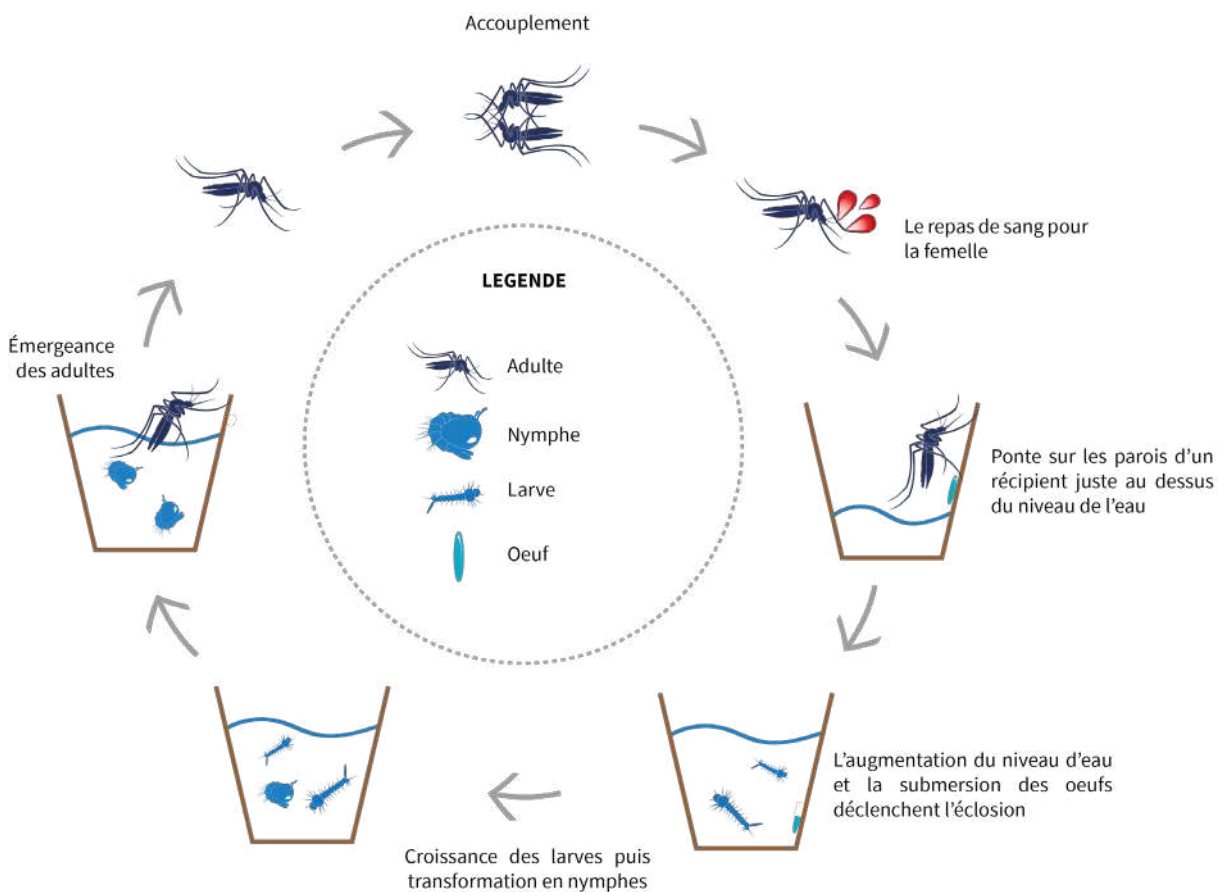 Accouplement
Le repas de sang pour
la femelle
LEGENDE
Adulte
Nymphe
Larve
Oeuf
Émergeance
des adultes
Ponte sur les parois d’un
récipient juste au dessus
du niveau de l’eau
L’augmentation du niveau d’eau
et la submersion des oeufs
déclenchent l’éclosion
Croissance des larves puis
transformation en nymphes